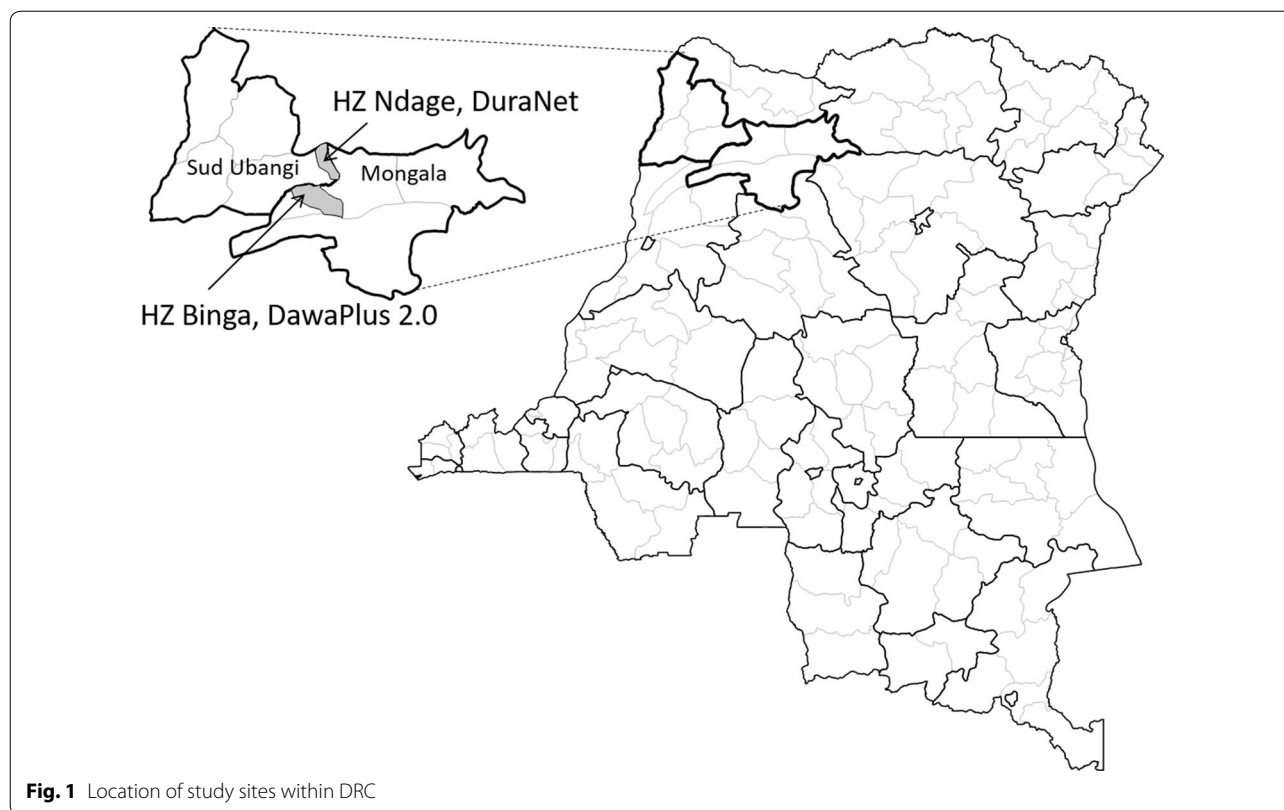 HZ Ndage, DuraNet
Sud Ubangi
Mongala
HZ Binga, DawaPlus 2.0
Fig. 1 Location of study sites within DRC